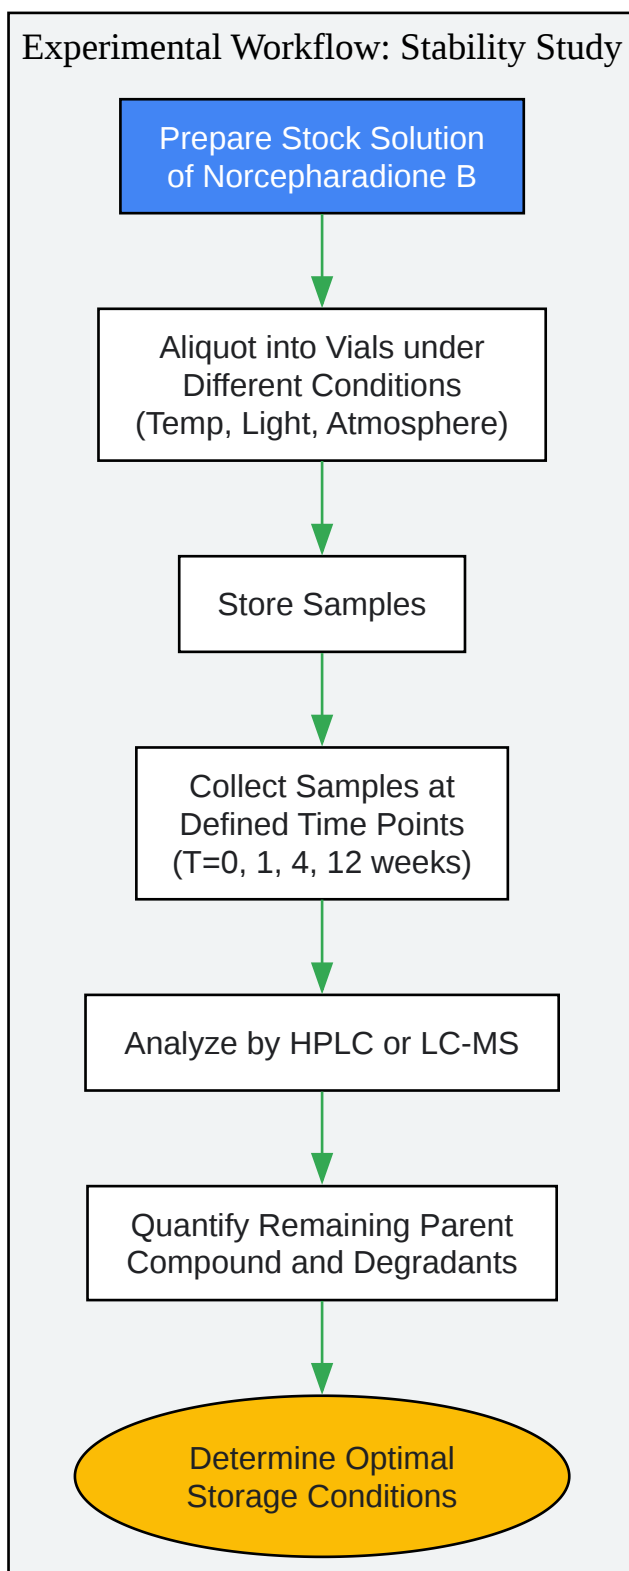 Experimental Workflow: Stability Study
Prepare Stock Solution
of Norcepharadione B
Aliquot into Vials under
Different Conditions
(Temp, Light, Atmosphere)
Store Samples
Collect Samples at
Defined Time Points
(T=0, 1, 4, 12 weeks)
Analyze by HPLC or LC-MS
Quantify Remaining Parent
Compound and Degradants
Determine Optimal
Storage Conditions